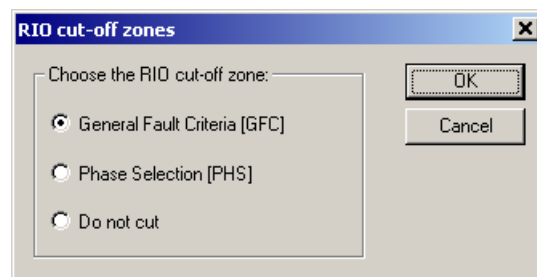 RIO cut-off zones
Choose the RIO cut-off zone:
General Fault Criteria [GFC]
Phase Selection [PHS]
Do not cut
OK
Cancel